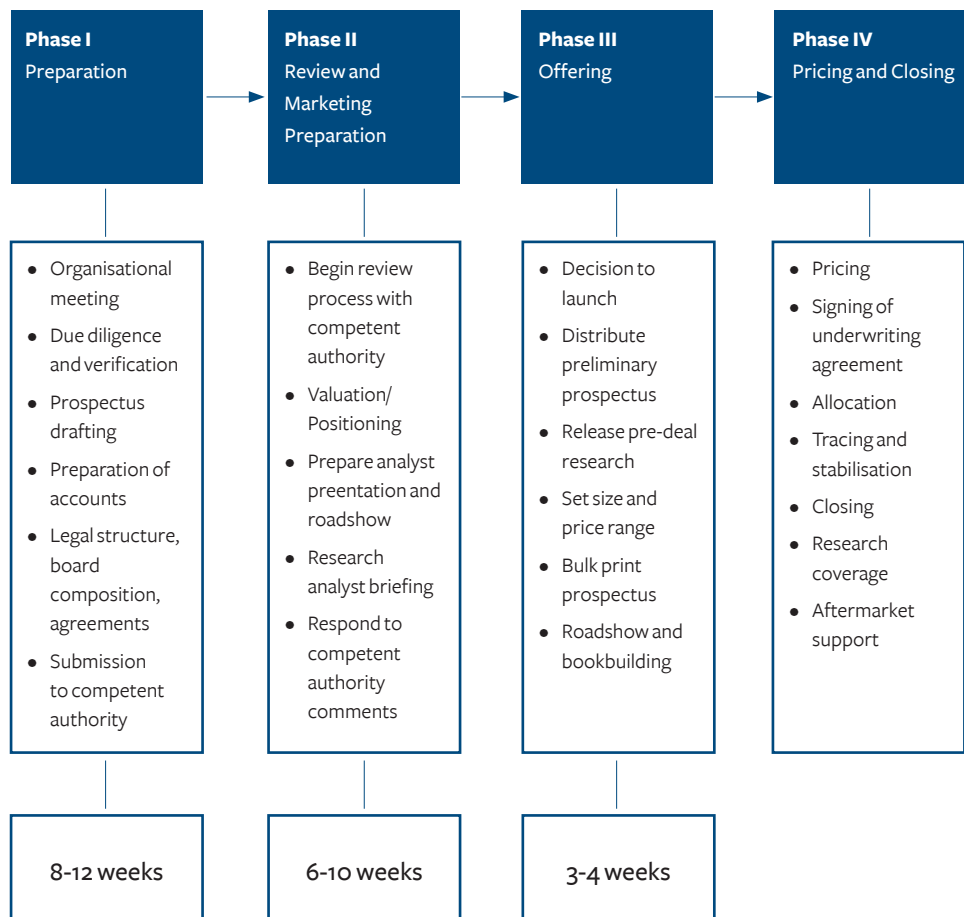 Phase I
Preparation
Phase II
Review and
Marketing
Preparation
Phase III
Offering
Phase IV
Pricing and Closing
• Organisational
meeting
• Due diligence
and verification
• Prospectus
drafting
• Preparation of
accounts
• Legal structure,
board
composition,
agreements
• Submission
to competent
authority
• Begin review
process with
competent
authority
• Valuation/
Positioning
• Prepare analyst
preentation and
roadshow
• Research
analyst briefing
• Respond to
competent
authority
comments
• Decision to
launch
• Distribute
preliminary
prospectus
• Release pre-deal
research
• Set size and
price range
• Bulk print
prospectus
• Roadshow and
bookbuilding
• Pricing
• Signing of
underwriting
agreement
• Allocation
• Tracing and
stabilisation
• Closing
• Research
coverage
• Aftermarket
support
8-12 weeks
6-10 weeks
3-4 weeks